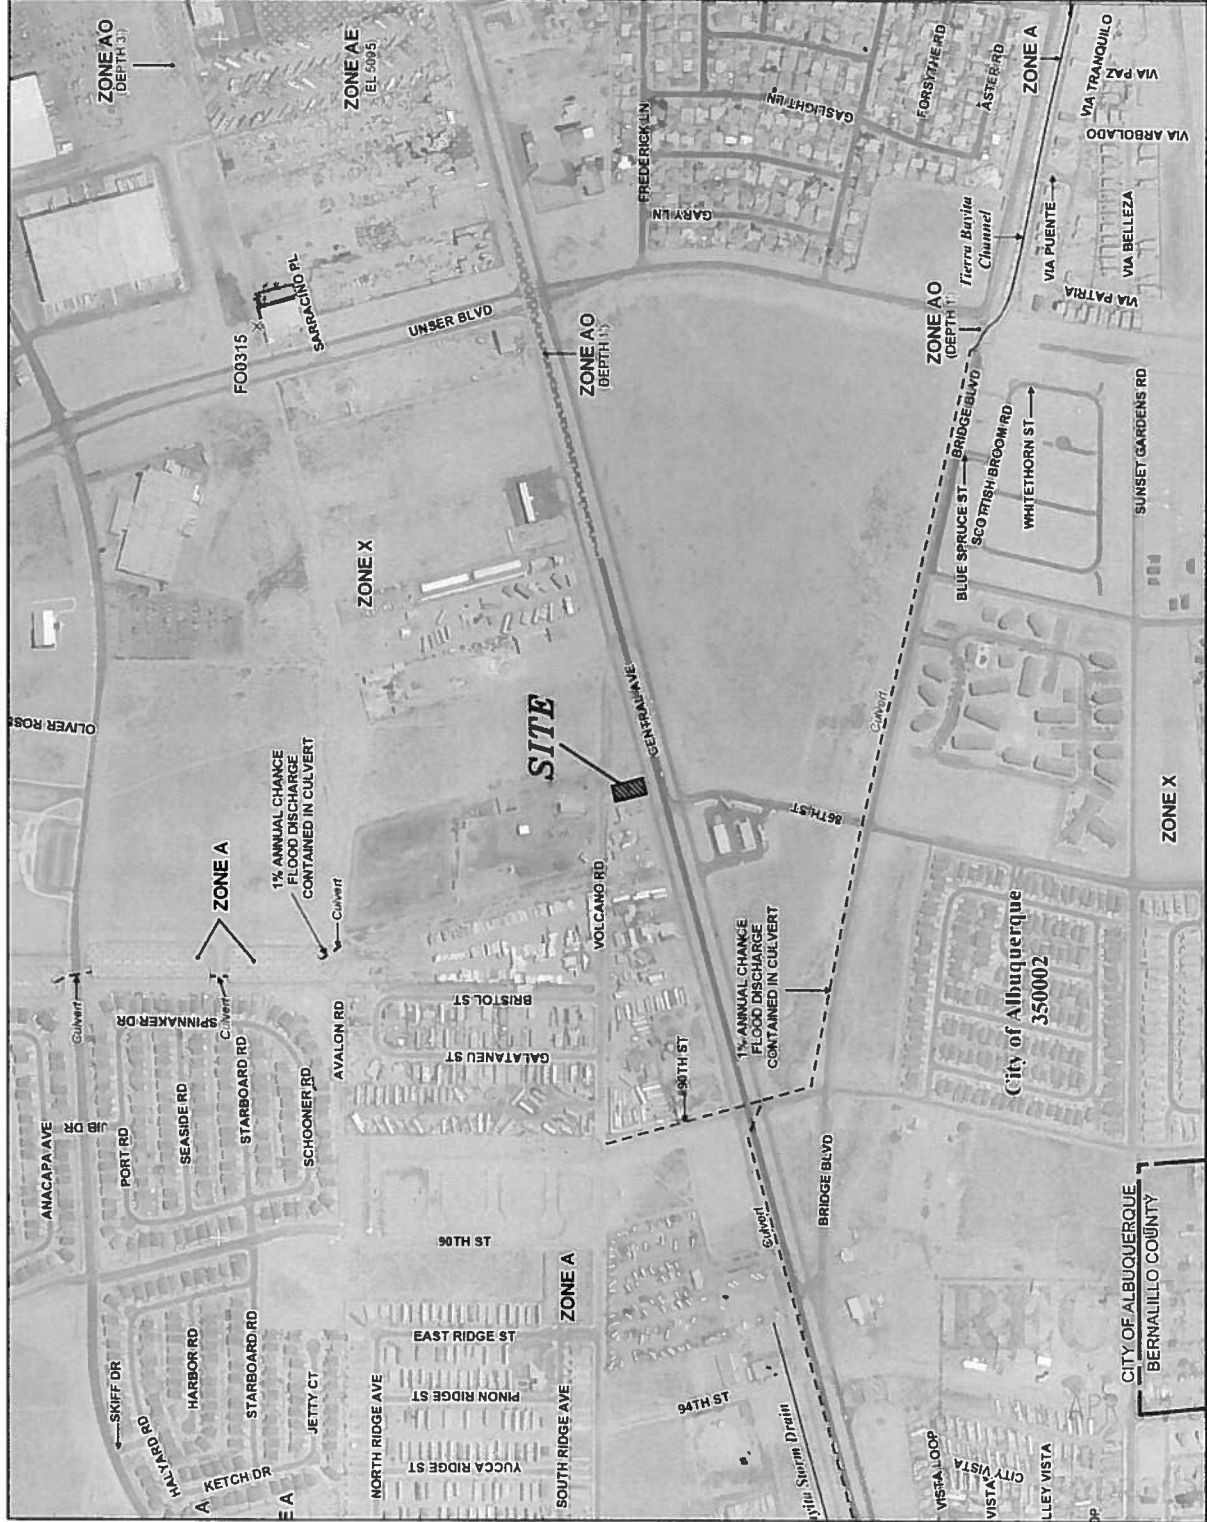 ZONE AO
(DEPTH 3')
ZONE AE
(EL 5095)
FORSYTHE RD
ASTER RD
ZONE A
VIA TRANQUILO
VIA PAZ
VIA ARBOLADO
GASLIGHT LN
FREDERICK LN
GARY LN
Tierra Bayita
Channel
VIA PUENTE
VIA BELLEZA
VIA PATRIA
SARRACINO PL
FO0315
UNSER BLVD
ZONE AO
(DEPTH 1')
ZONE AO
(DEPTH 1')
BRIDGE BLVD
BLUE SPRUCE ST
SCOTTISH BROOM RD
WHITETHORN ST
SUNSET GARDENS RD
ZONE X
OLIVER ROSS
SITE
CENTRAL AVE
Culvert
86TH ST
ZONE X
ZONE A
1% ANNUAL CHANCE
FLOOD DISCHARGE
CONTAINED IN CULVERT
Culvert
VOLCANO RD
1% ANNUAL CHANCE
FLOOD DISCHARGE
CONTAINED IN CULVERT
City of Albuquerque
350002
Culvert
SPINNAKER DR
Culvert
BRISTOL ST
GALATANEU ST
AVALON RD
90TH ST
ANACAPA AVE
JIB DR
PORT RD
SEASIDE RD
STARBOARD RD
SCHOONER RD
BRIDGE BLVD
Culvert
90TH ST
ZONE A
CITY OF ALBUQUERQUE
BERNALILLO COUNTY
SKIFF DR
HALYARD RD
HARBOR RD
STARBOARD RD
JETTY CT
KETCH DR
EAST RIDGE ST
PINON RIDGE ST
YUCCA RIDGE ST
NORTH RIDGE AVE
SOUTH RIDGE AVE
94TH ST
Storm Drain
VISTA LOOP
CITY VISTA
VISTA
LLEY VISTA
A
E A
OP